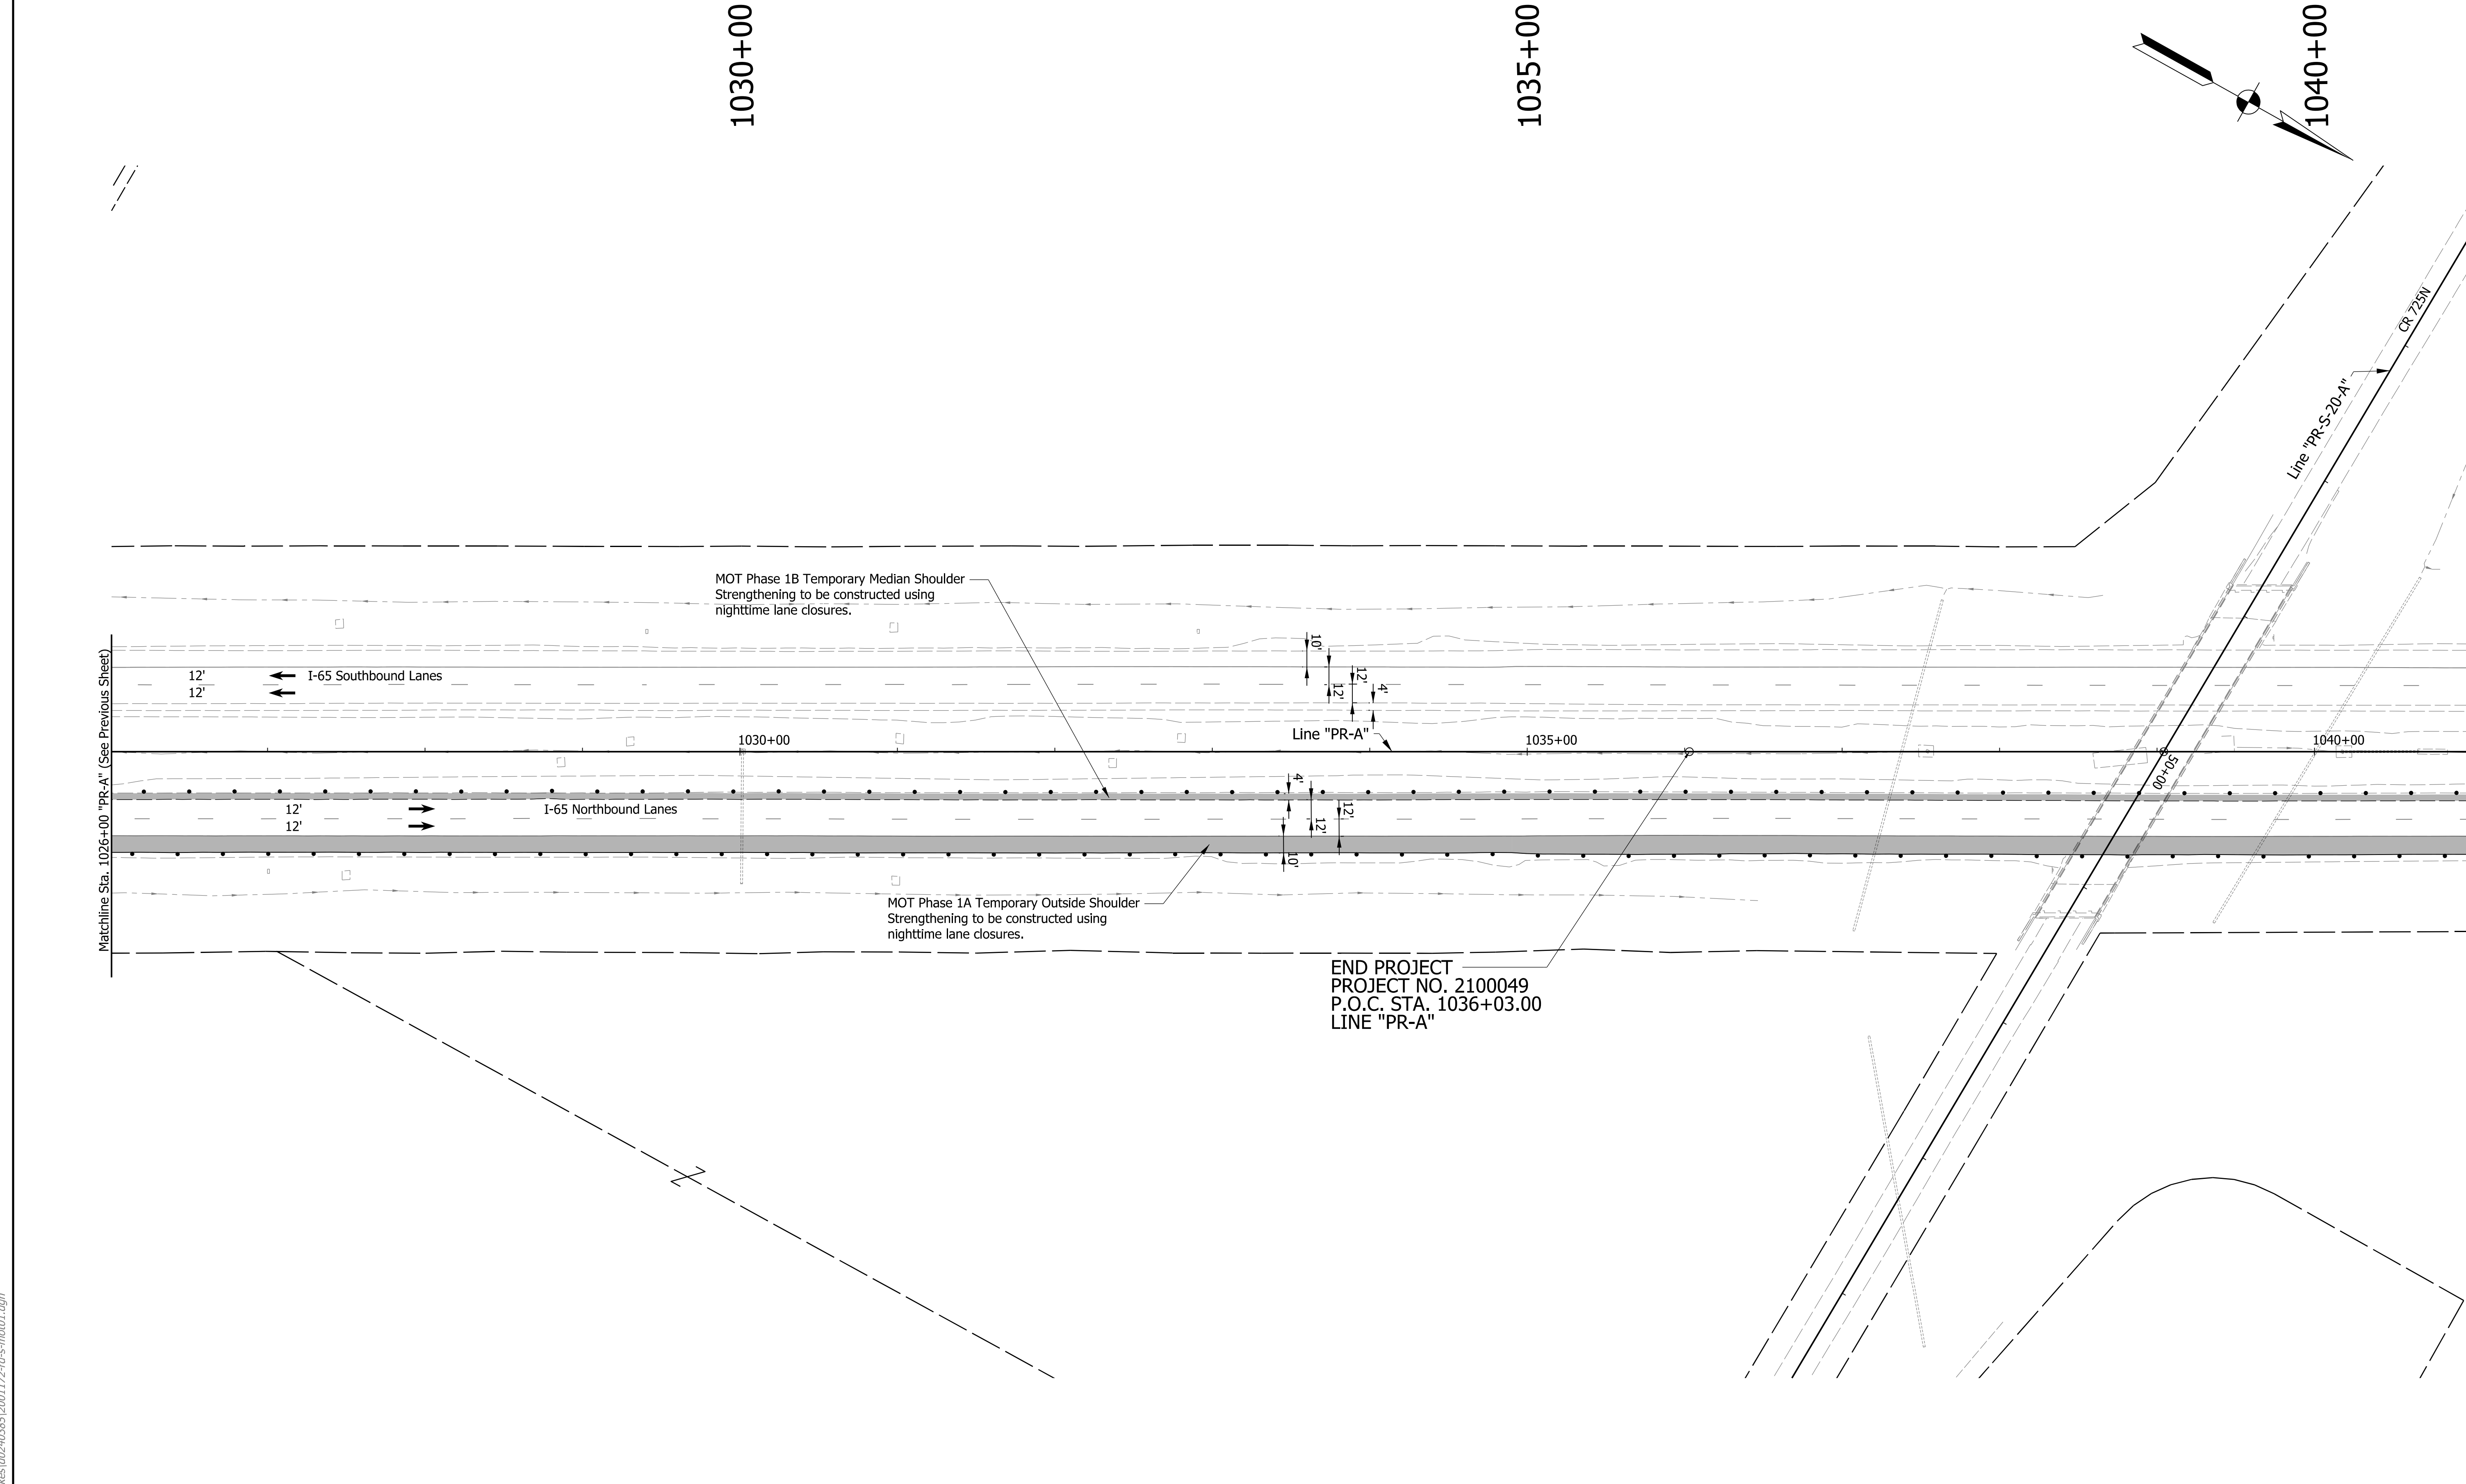 1030+00
1035+00
1040+00
CR 725N
Line "PR-S-20-A"
MOT Phase 1B Temporary Median Shoulder
Strengthening to be constructed using
nighttime lane closures.
10'
12'
12'
4'
12'
12'
I-65 Southbound Lanes
Matchline Sta. 1026+00 "PR-A" (See Previous Sheet)
Line "PR-A"
1030+00
1035+00
1040+00
50+00
4'
12'
12'
10'
12'
12'
I-65 Northbound Lanes
MOT Phase 1A Temporary Outside Shoulder
Strengthening to be constructed using
nighttime lane closures.
END PROJECT
PROJECT NO. 2100049
P.O.C. STA. 1036+03.00
LINE "PR-A"